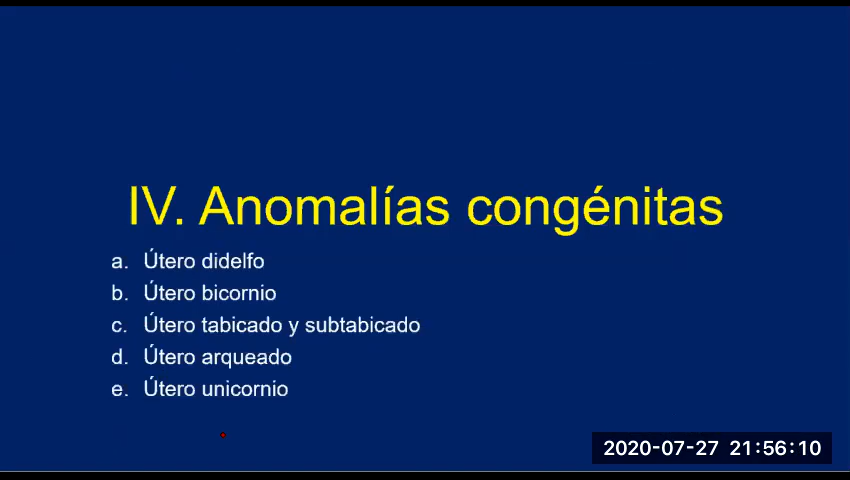 IV. Anomalías congénitas
a. Útero didelfo
b. Útero bicornio
c. Útero tabicado y subtabicado
d. Útero arqueado
e. Útero unicornio
2020-07-27 21:56:10